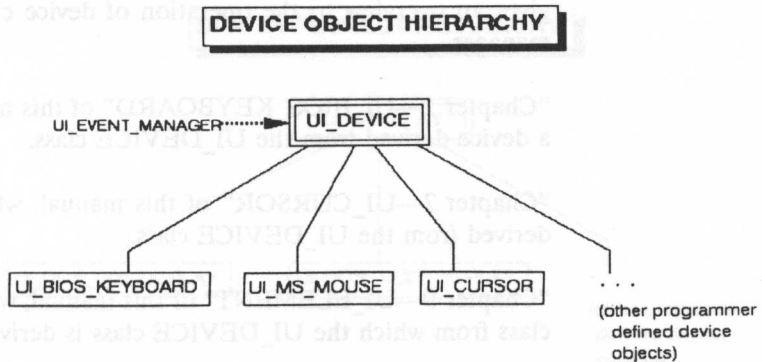 DEVICE OBJECT HIERARCHY
UI_EVENT_MANAGER
UI_DEVICE
UI_BIOS_KEYBOARD
UI_MS_MOUSE
UI_CURSOR
. . .
(other programmer
defined device
objects)